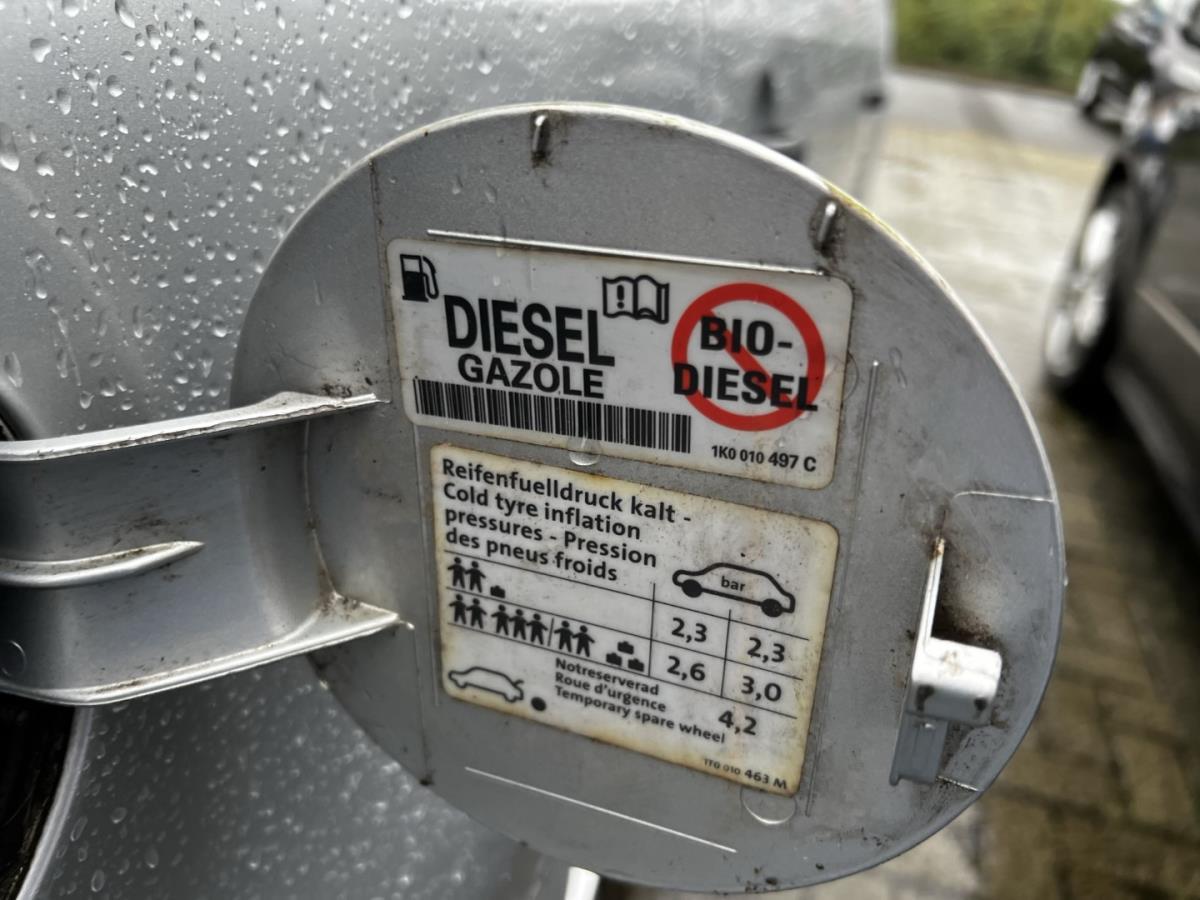 DIESEL
GAZOLE
BIO-
DIESEL
1K0 010 497 C
Reifenfuelldruck kalt -
Cold tyre inflation
pressures - Pression
des pneus froids
bar
2,3 2,3
2,6 3,0
Notreserverad
Roue d'urgence
Temporary spare wheel
4,2
1T0 010 463 M